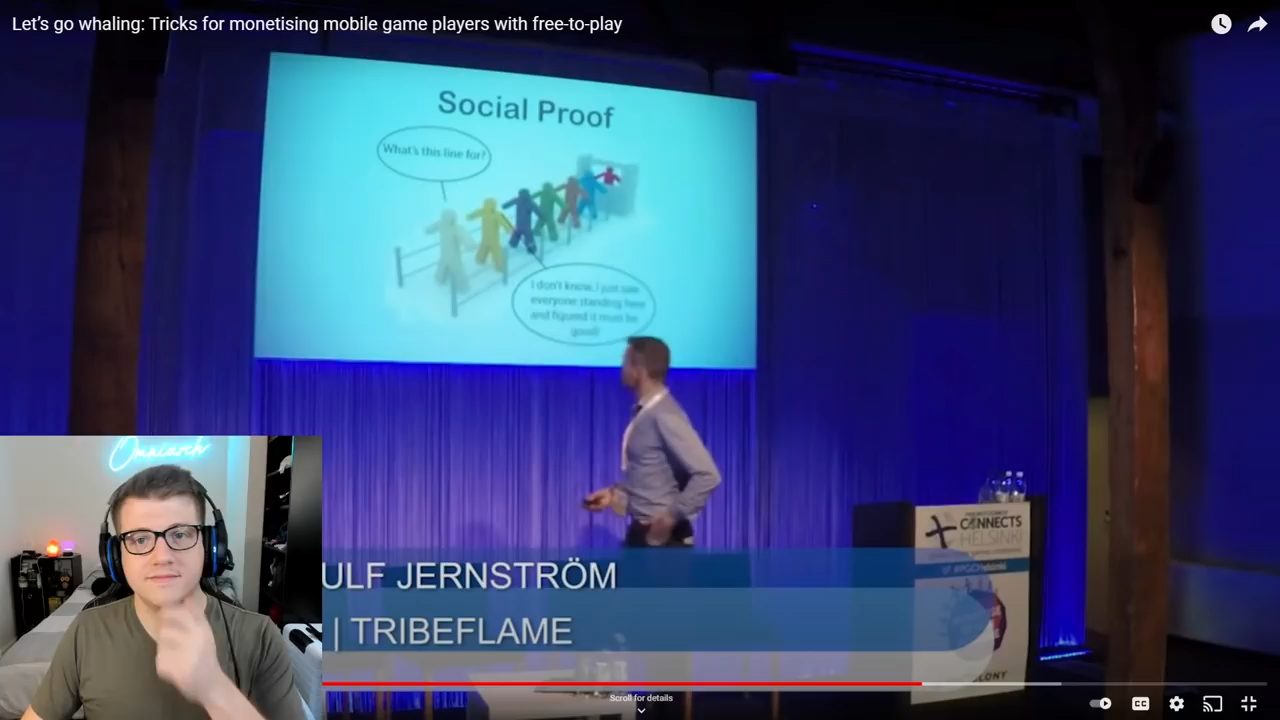 Let's go whaling: Tricks for monetising mobile game players with free-to-play
Social Proof
What's this line for?
I don't know. I just saw
everyone standing here
and figured it must be
good!
Omniarch
CONNECTS
HELSINKI
ULF JERNSTRÖM
| TRIBEFLAME
Scroll for details
CC